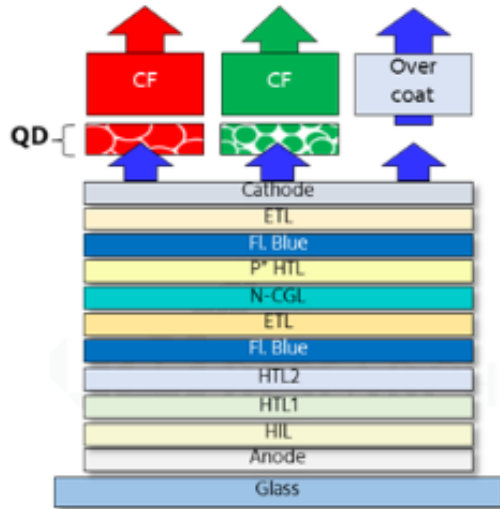 CF
CF
Over
coat
QD
Cathode
ETL
Fl. Blue
P* HTL
N-CGL
ETL
Fl. Blue
HTL2
HTL1
HIL
Anode
Glass